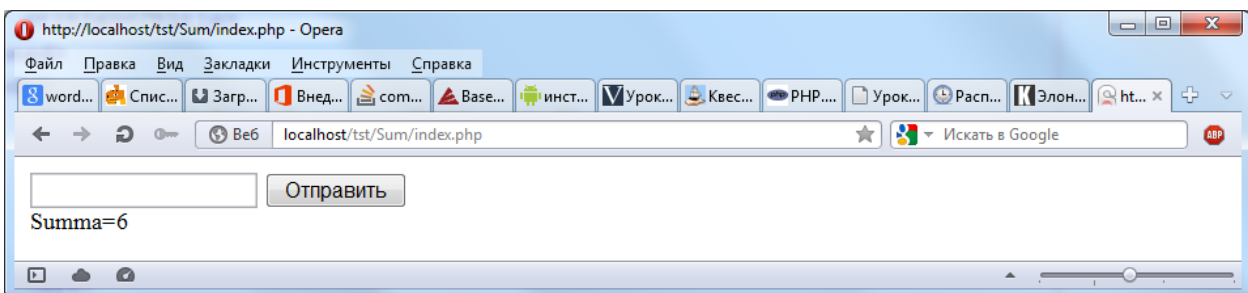 http://localhost/tst/Sum/index.php - Opera
Файл Правка Вид Закладки Инструменты Справка
word... Спис... Загр... Внед... com... Base... инст... Урок... Квес... PHP.... Урок... Расп... Элон... ht...
Веб localhost/tst/Sum/index.php Искать в Google ABP
Отправить
Summa=6